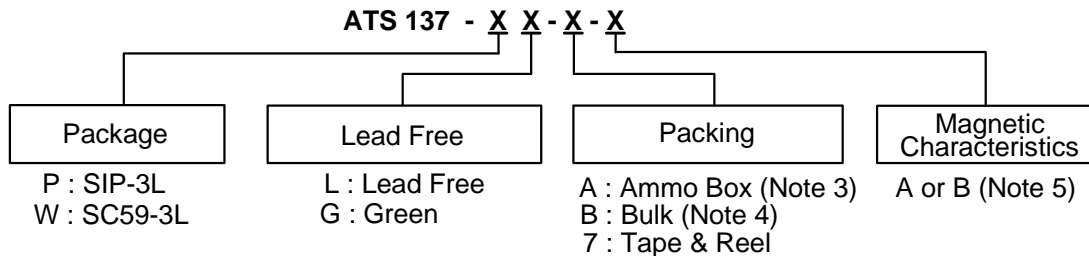 ATS 137 - X X - X - X
Package
Lead Free
Packing
Magnetic
Characteristics
P : SIP-3L
W : SC59-3L
L : Lead Free
G : Green
A : Ammo Box (Note 3)
B : Bulk (Note 4)
7 : Tape & Reel
A or B (Note 5)